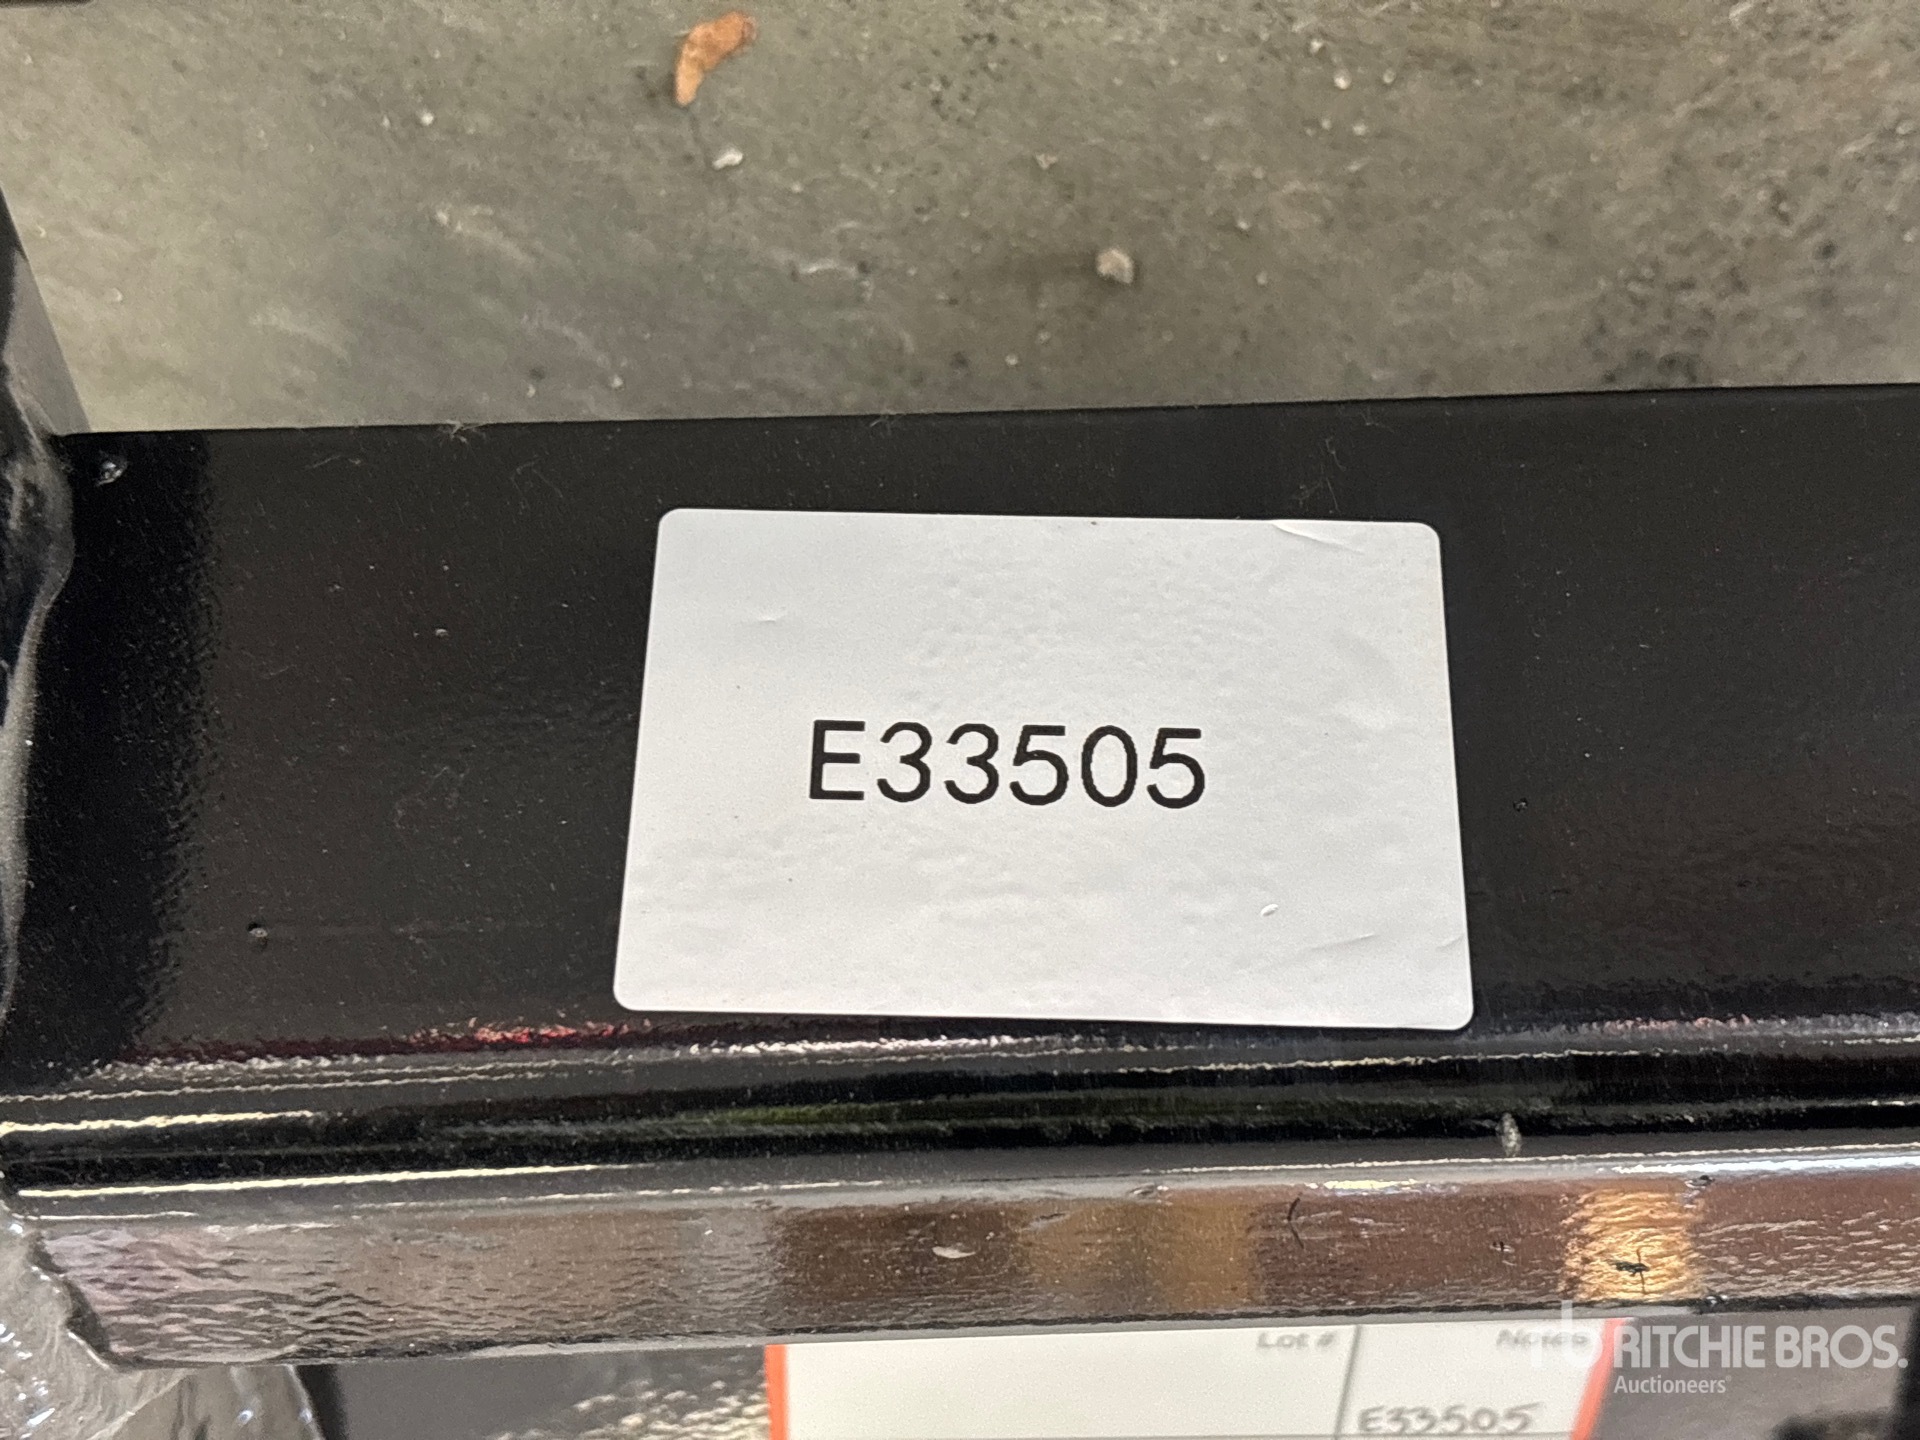 E33505
Lot #
Notes
E33505
RITCHIE BROS.
Auctioneers